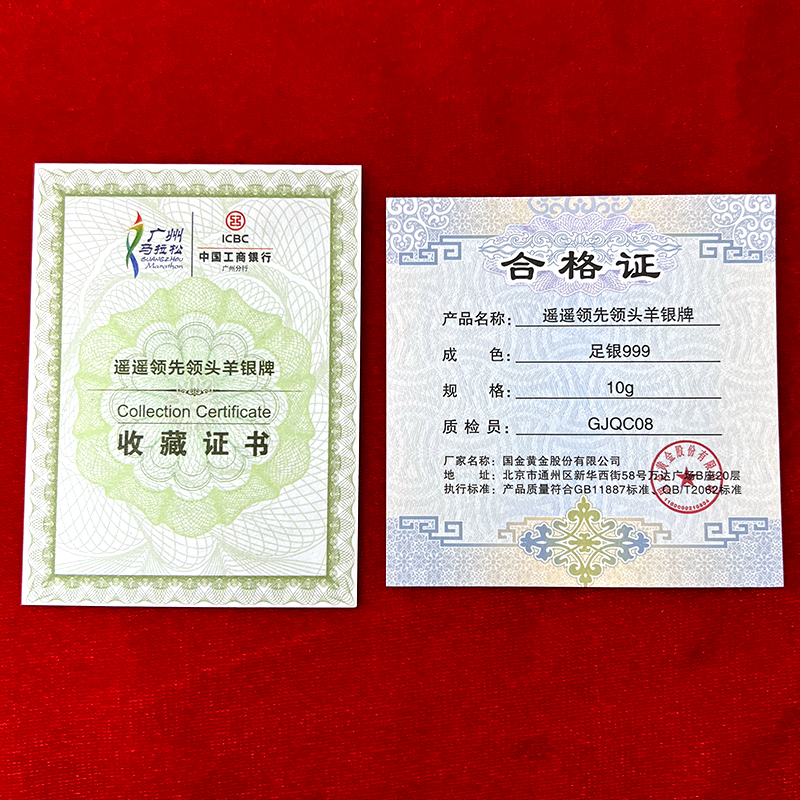 广州
马拉松
GUANGZHOU
Marathon
ICBC
中国工商银行
广州分行
遥遥领先领头羊银牌
Collection Certificate
收藏证书
合格证
产品名称: 遥遥领先领头羊银牌
成 色: 足银999
规 格: 10g
质检员: GJQC08
厂家名称: 国金黄金股份有限公司
地 址: 北京市通州区新华西街58号万达广场B座20层
执行标准: 产品质量符合GB11887标准、QB/T2062标准